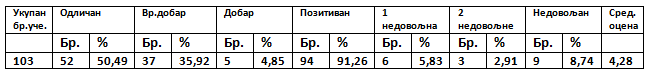 Укупан бр.уче. Одличан Вр.добар Добар Позитиван 1 недовољна 2 недовољне Недовољан Сред. оцена
Бр. % Бр. % Бр. % Бр. % Бр. % Бр. % Бр. %
103 52 50,49 37 35,92 5 4,85 94 91,26 6 5,83 3 2,91 9 8,74 4,28